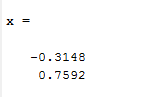 x =
-0.3148
0.7592